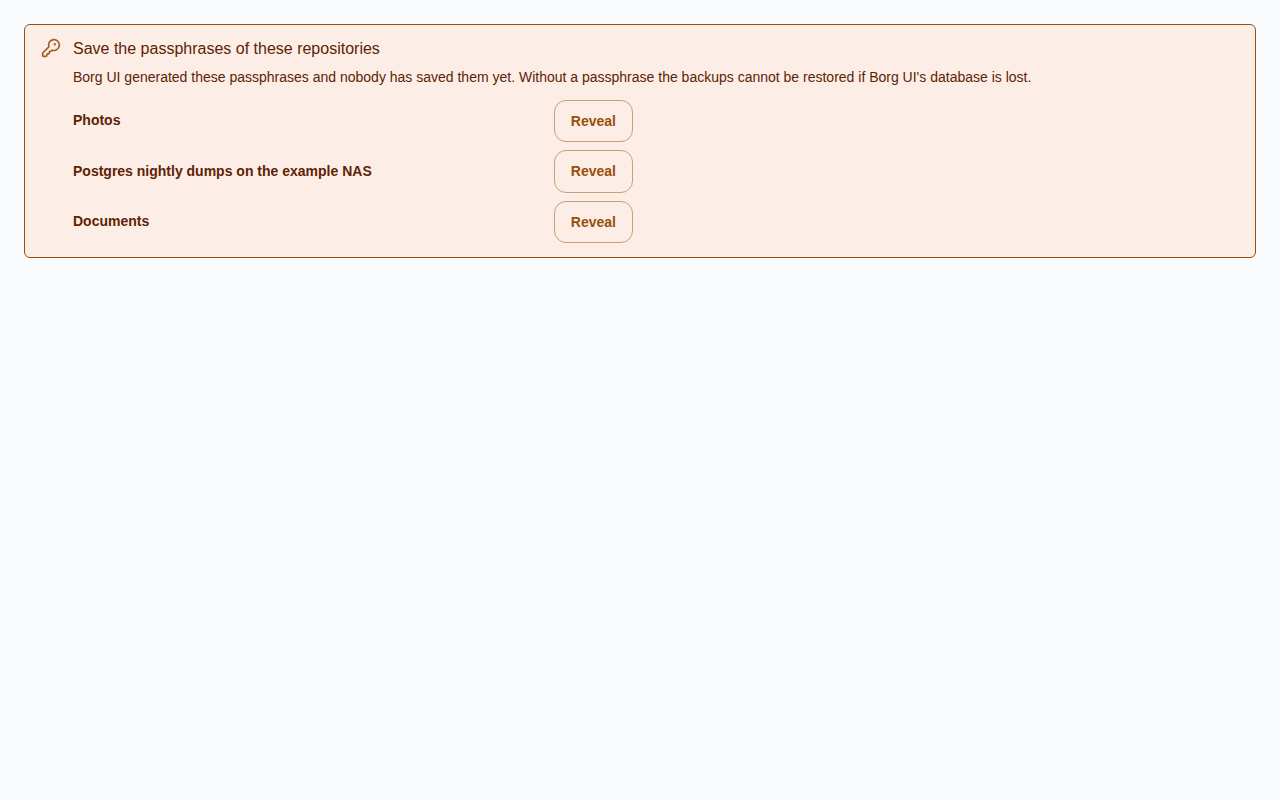 Save the passphrases of these repositories
Borg UI generated these passphrases and nobody has saved them yet. Without a passphrase the backups cannot be restored if Borg UI's database is lost.
Photos Reveal
Postgres nightly dumps on the example NAS Reveal
Documents Reveal